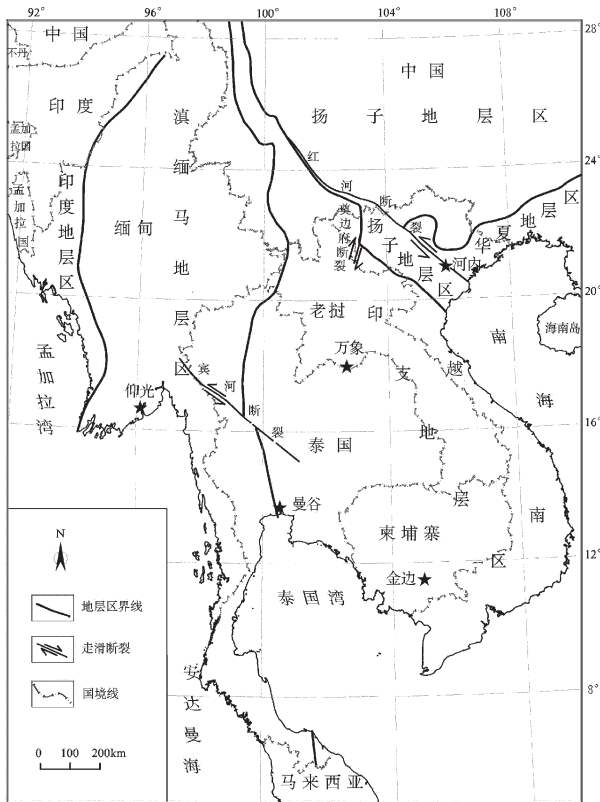 92° 96° 100° 104° 108°
28°
24°
20°
16°
12°
8°
中国
不丹
印度
孟加拉国
孟加拉国
印度地层区
缅甸
滇缅马地层区
中国
扬子地层区
红河断裂
奠边府断裂
扬子地层区
华夏地层区
河内
老挝
印支地层区
万象
越南
南海
海南岛
孟加拉湾
仰光
宾河断裂
泰国
曼谷
柬埔寨
金边
泰国湾
安达曼海
马来西亚
N
地层区界线
走滑断裂
国境线
0 100 200km